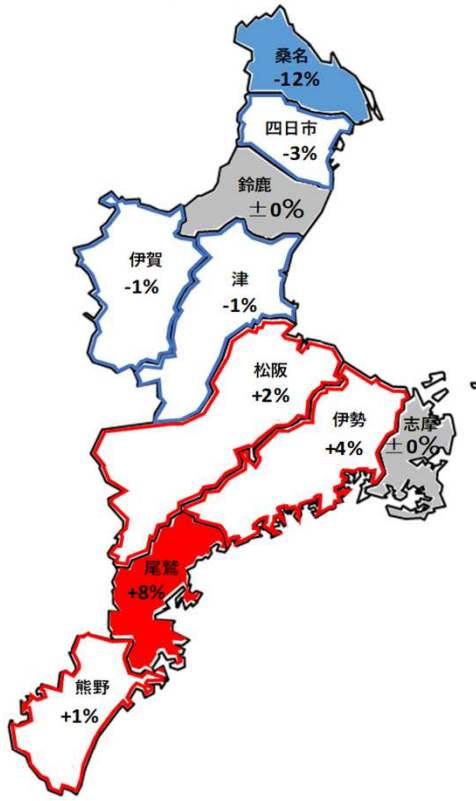 桑名
-12%
四日市
-3%
鈴鹿
±0%
伊賀
-1%
津
-1%
松阪
+2%
伊勢
+4%
志摩
±0%
尾鷲
+8%
熊野
+1%